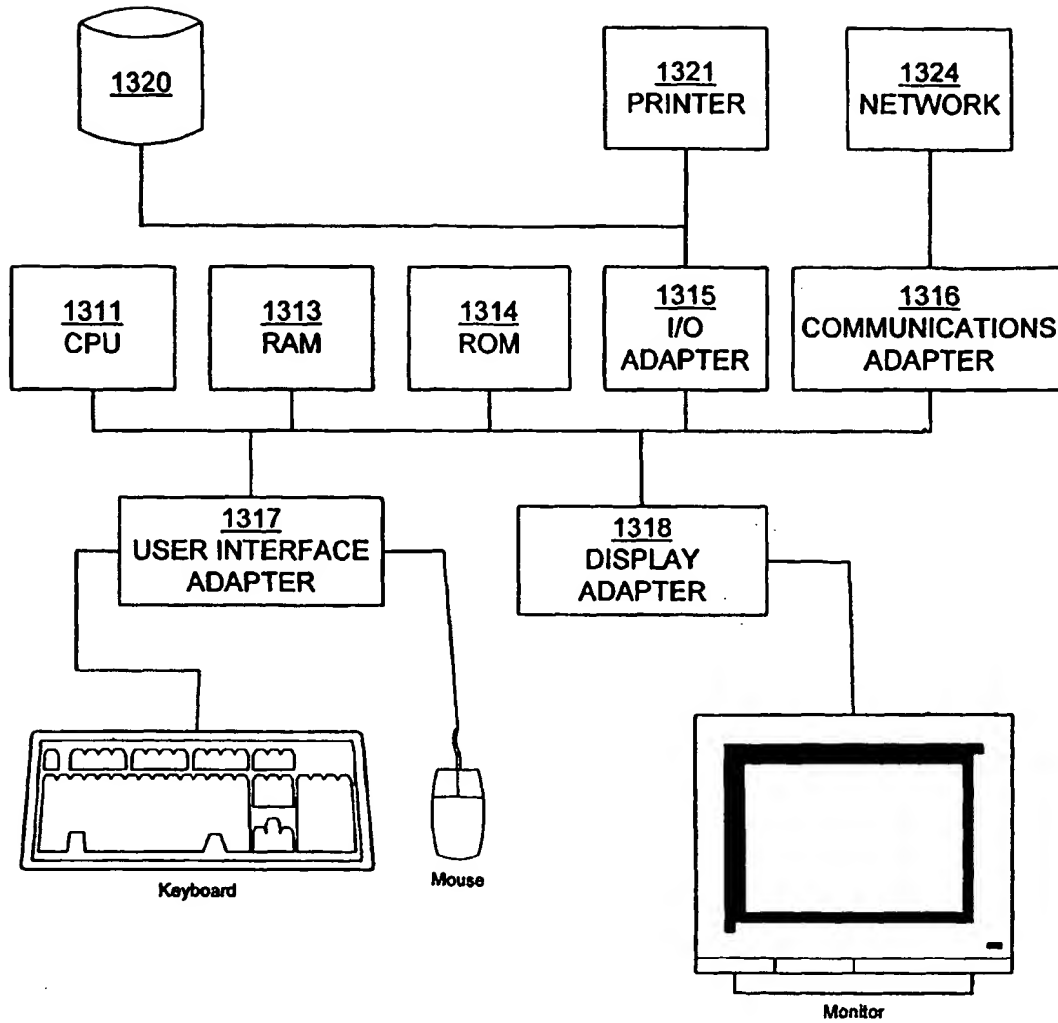 1320
1321
PRINTER
1324
NETWORK
1311
CPU
1313
RAM
1314
ROM
1315
I/O
ADAPTER
1316
COMMUNICATIONS
ADAPTER
1317
USER INTERFACE
ADAPTER
1318
DISPLAY
ADAPTER
Keyboard
Mouse
Monitor